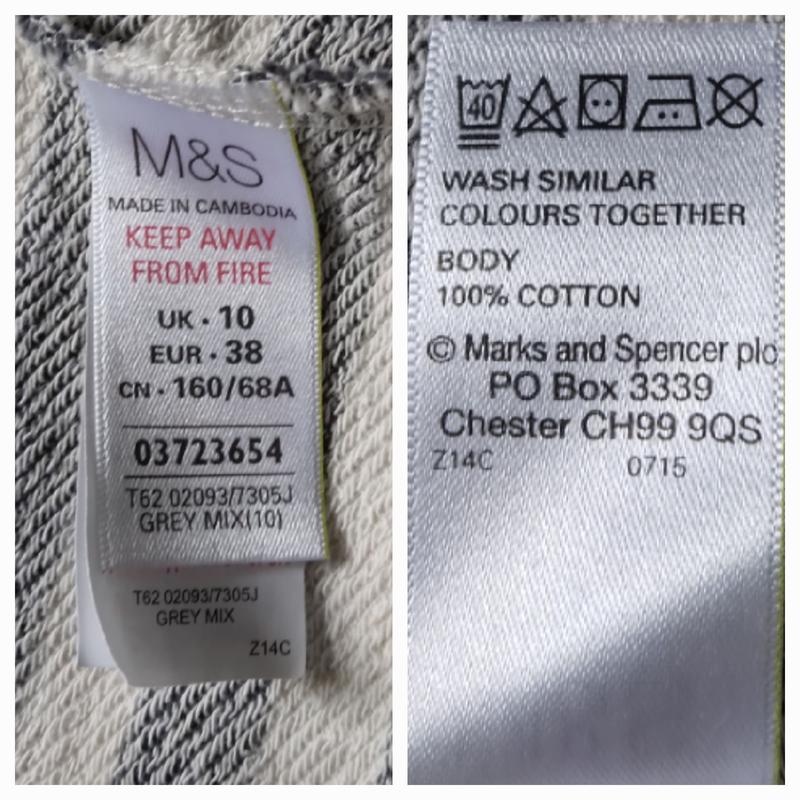 M&S
MADE IN CAMBODIA
KEEP AWAY
FROM FIRE
UK · 10
EUR · 38
CN · 160/68A
03723654
T62 02093/7305J
GREY MIX(10)
T62 02093/7305J
GREY MIX
Z14C
40
WASH SIMILAR
COLOURS TOGETHER
BODY
100% COTTON
© Marks and Spencer plc
PO Box 3339
Chester CH99 9QS
Z14C 0715